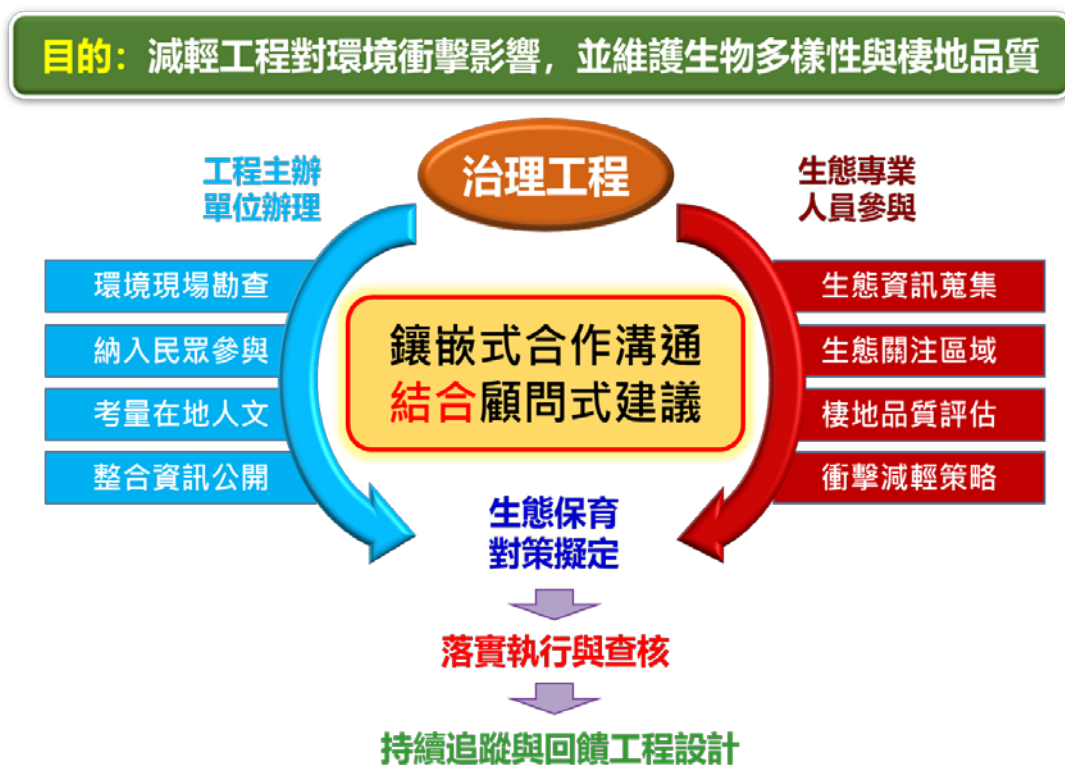 目的：減輕工程對環境衝擊影響，並維護生物多樣性與棲地品質
治理工程
工程主辦
單位辦理
環境現場勘查
納入民眾參與
考量在地人文
整合資訊公開
鑲嵌式合作溝通
結合顧問式建議
生態專業
人員參與
生態資訊蒐集
生態關注區域
棲地品質評估
衝擊減輕策略
生態保育
對策擬定
落實執行與查核
持續追蹤與回饋工程設計